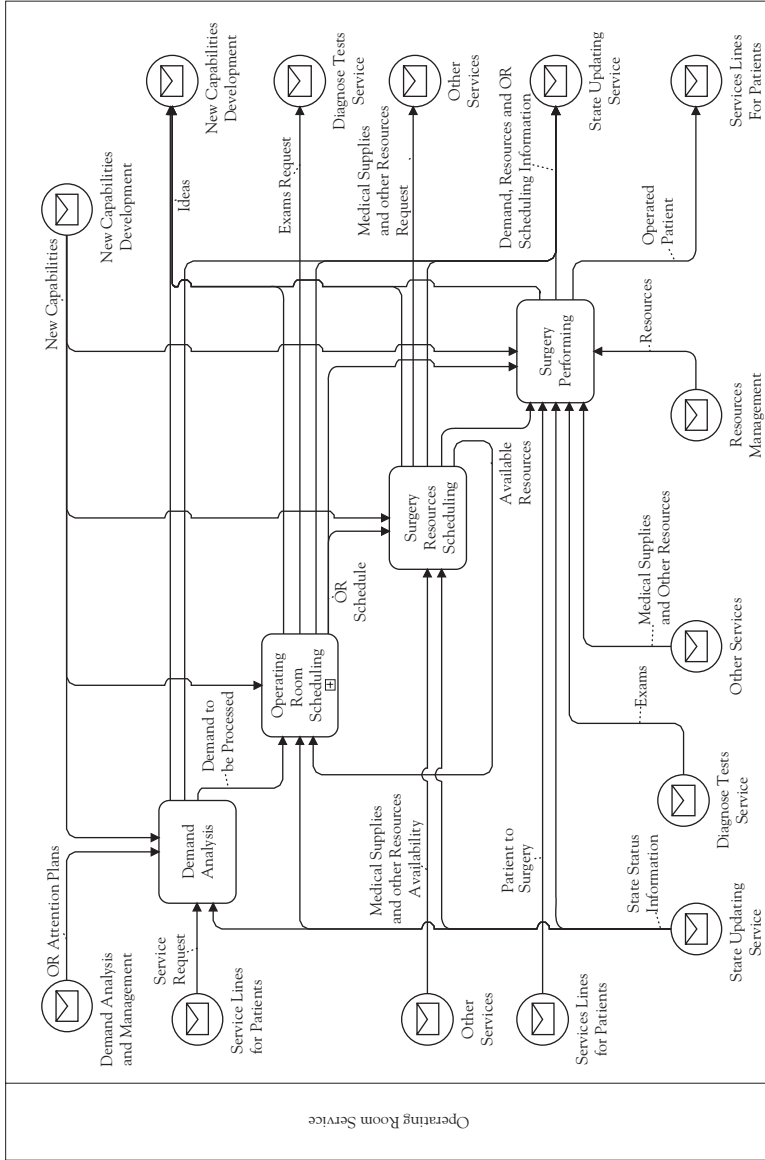 Operating Room Service
OR Attention Plans
Demand Analysis
and Management
New Capabilities
New Capabilities
Development
Service
Request
Service Lines
for Patients
Demand
Analysis
Ideas
New Capabilities
Development
Demand to
be Processed
Operating
Room
Scheduling
Exams Request
Diagnose Tests
Service
OR
Schedule
Medical Supplies
and other Resources
Availability
Other
Services
Surgery
Resources
Scheduling
Medical Supplies
and other Resources
Request
Other
Services
Available
Resources
Patient to
Surgery
Services Lines
for Patients
Surgery
Performing
Demand, Resources and OR
Scheduling Information
State Updating
Service
Operated
Patient
Services Lines
For Patients
State Status
Information
State Updating
Service
Exams
Diagnose Tests
Service
Medical Supplies
and Other Resources
Other Services
Resources
Resources
Management